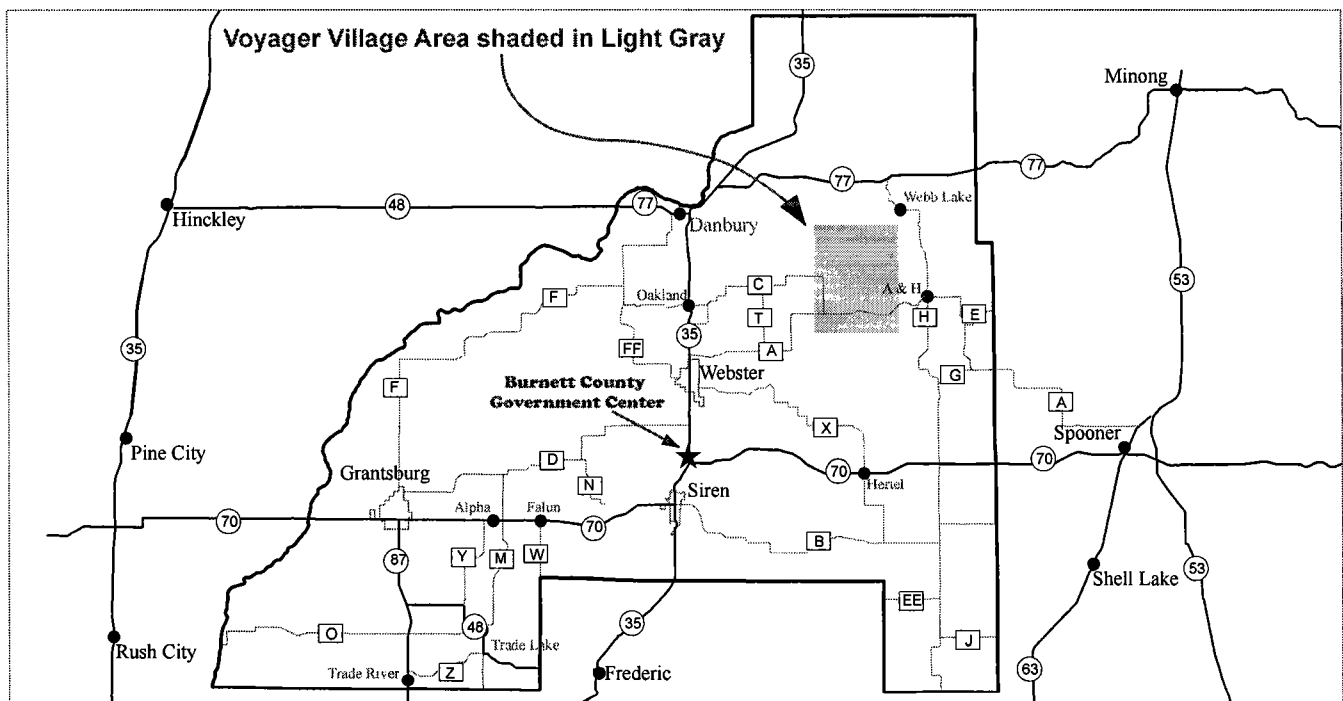 Voyager Village Area shaded in Light Gray
35
Minong
77
77
Webb Lake
Hinckley
48
77
Danbury
53
C
A & H
F
Oakland
T
H
E
35
35
FF
A
Webster
G
F
A
Burnett County
Government Center
X
Spooner
Pine City
D
70
70
Grantsburg
N
Siren
Hertel
Alpha
Falun
70
70
B
Y
M
W
87
Shell Lake
53
EE
O
48
35
J
Rush City
Trade Lake
Z
Trade River
Frederic
63